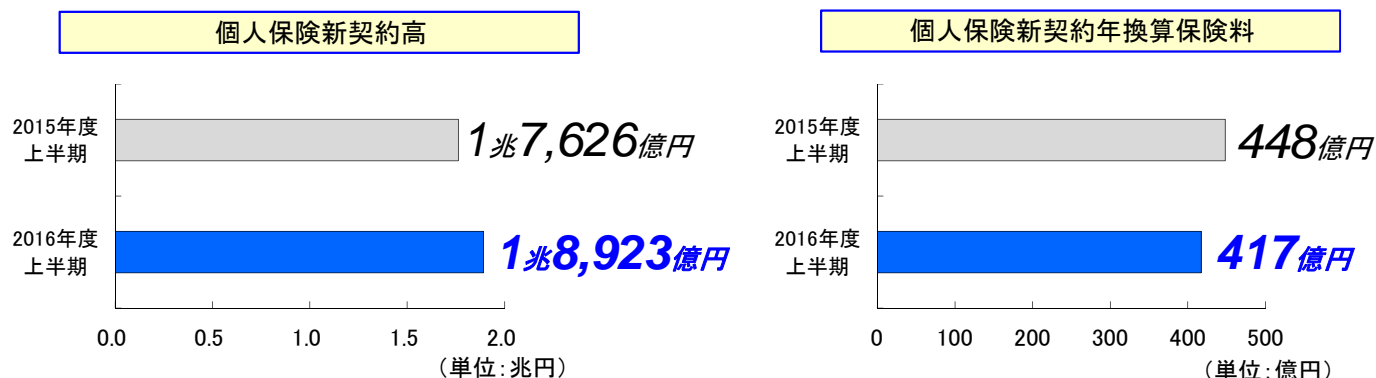 個人保険新契約高
2015年度
上半期
1兆7,626億円
2016年度
上半期
1兆8,923億円
0.0 0.5 1.0 1.5 2.0
（単位：兆円）
個人保険新契約年換算保険料
2015年度
上半期
448億円
2016年度
上半期
417億円
0 100 200 300 400 500
（単位：億円）